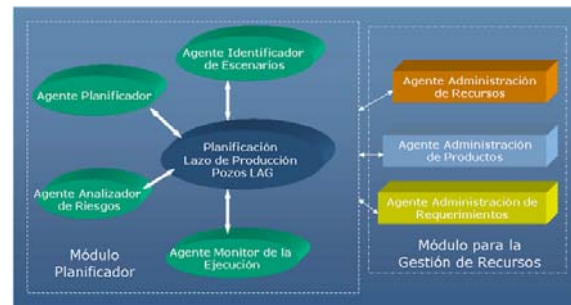 Agente Identificador
de Escenarios
Agente Planificador
Planificación
Lazo de Producción
Pozos LAG
Agente Analizador
de Riesgos
Agente Monitor de la
Ejecución
Módulo
Planificador
Agente Administración
de Recursos
Agente Administración
de Productos
Agente Administración de
Requerimientos
Módulo para la
Gestión de Recursos